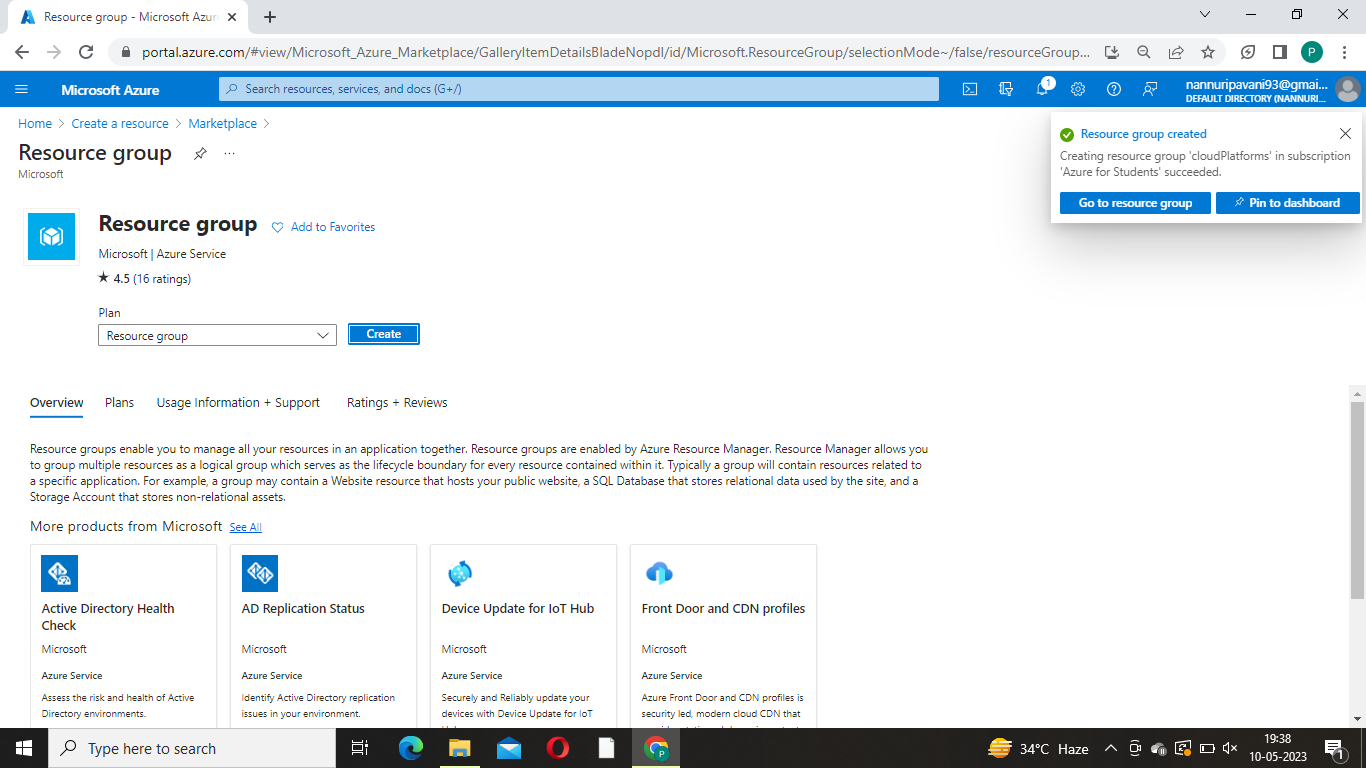 Resource group - Microsoft Azur
portal.azure.com/#view/Microsoft_Azure_Marketplace/GalleryItemDetailsBladeNopdl/id/Microsoft.ResourceGroup/selectionMode~/false/resourceGroup...
P
Microsoft Azure
Search resources, services, and docs (G+/)
1
nannuripavani93@gmai...
DEFAULT DIRECTORY (NANNURI...
Home > Create a resource > Marketplace >
Resource group
...
Microsoft
Resource group created
Creating resource group 'cloudPlatforms' in subscription
'Azure for Students' succeeded.
Go to resource group
Pin to dashboard
Resource group
Add to Favorites
Microsoft | Azure Service
★ 4.5 (16 ratings)
Plan
Resource group
Create
Overview
Plans
Usage Information + Support
Ratings + Reviews
Resource groups enable you to manage all your resources in an application together. Resource groups are enabled by Azure Resource Manager. Resource Manager allows you
to group multiple resources as a logical group which serves as the lifecycle boundary for every resource contained within it. Typically a group will contain resources related to
a specific application. For example, a group may contain a Website resource that hosts your public website, a SQL Database that stores relational data used by the site, and a
Storage Account that stores non-relational assets.
More products from Microsoft See All
Active Directory Health
Check
Microsoft
Azure Service
Assess the risk and health of Active
Directory environments.
AD Replication Status
Microsoft
Azure Service
Identify Active Directory replication
issues in your environment.
Device Update for IoT Hub
Microsoft
Azure Service
Securely and Reliably update your
devices with Device Update for IoT
Front Door and CDN profiles
Microsoft
Azure Service
Azure Front Door and CDN profiles is
security led, modern cloud CDN that
Type here to search
P
34°C Haze
19:38
10-05-2023
1